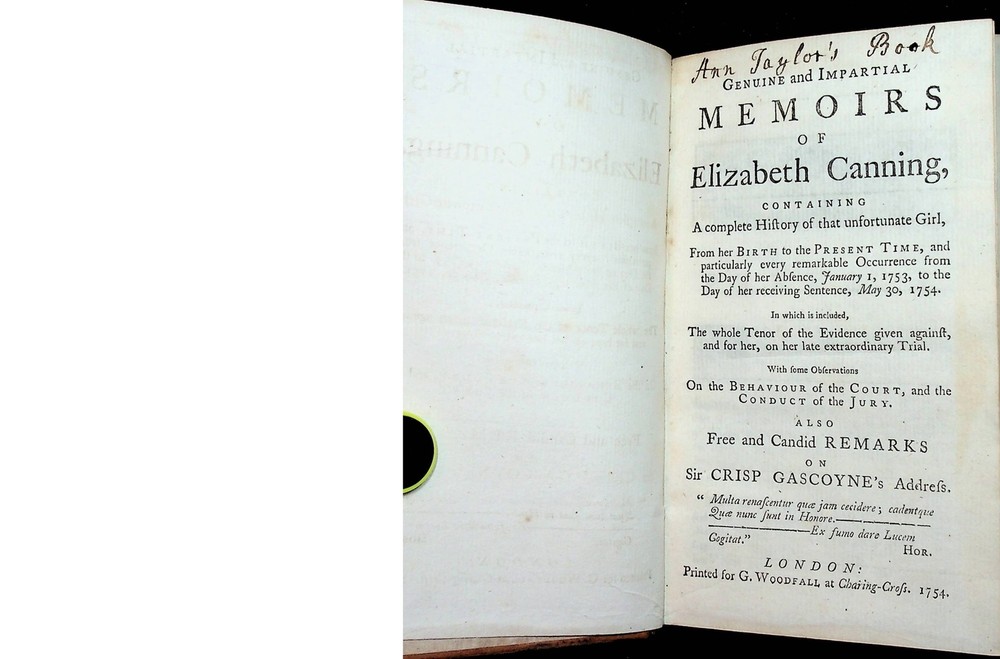 Ann Taylor's Book
GENUINE and IMPARTIAL
MEMOIRS
OF
Elizabeth Canning,
CONTAINING
A complete Hiſtory of that unfortunate Girl,
From her BIRTH to the PRESENT TIME, and
particularly every remarkable Occurrence from
the Day of her Abſence, January 1, 1753, to the
Day of her receiving Sentence, May 30, 1754.
In which is included,
The whole Tenor of the Evidence given againſt,
and for her, on her late extraordinary Trial.
With ſome Obſervations
On the BEHAVIOUR of the COURT, and the
CONDUCT of the JURY.
ALSO
Free and Candid REMARKS
ON
Sir CRISP GASCOYNE's Addreſs.
“ Multa renaſcentur quæ jam cecidere; cadentque
Quæ nunc ſunt in Honore.————
————Ex fumo dare Lucem
Cogitat.”
HOR.
LONDON:
Printed for G. WOODFALL at Charing-Croſs. 1754.